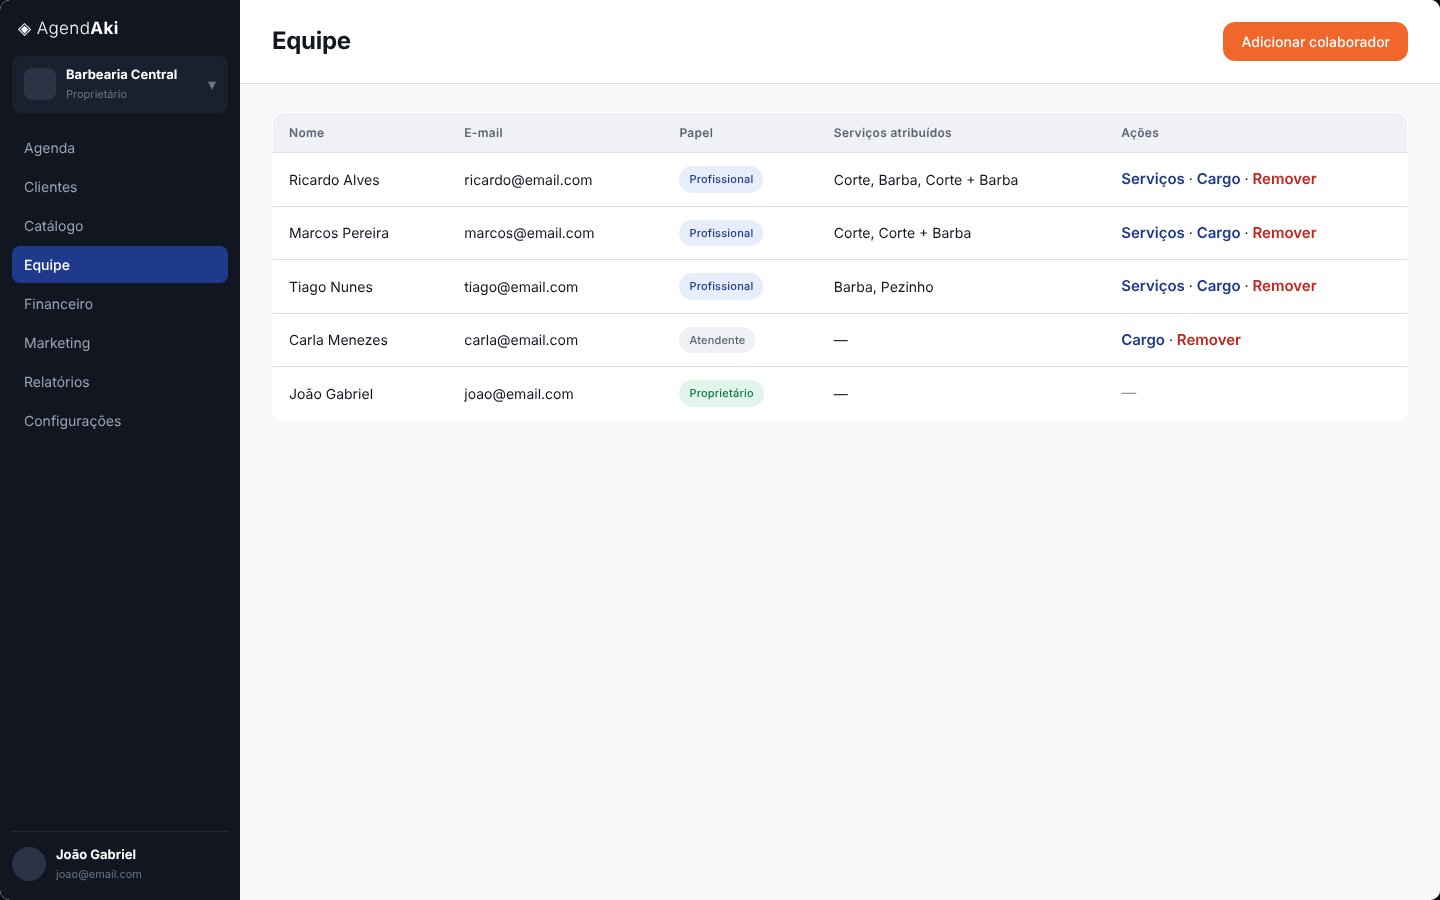 ◈ AgendAki
Barbearia Central
Proprietário
▼
Agenda
Clientes
Catálogo
Equipe
Financeiro
Marketing
Relatórios
Configurações
João Gabriel
joao@email.com
Equipe
Adicionar colaborador
Nome E-mail Papel Serviços atribuídos Ações
Ricardo Alves ricardo@email.com Profissional Corte, Barba, Corte + Barba Serviços · Cargo · Remover
Marcos Pereira marcos@email.com Profissional Corte, Corte + Barba Serviços · Cargo · Remover
Tiago Nunes tiago@email.com Profissional Barba, Pezinho Serviços · Cargo · Remover
Carla Menezes carla@email.com Atendente — Cargo · Remover
João Gabriel joao@email.com Proprietário — —